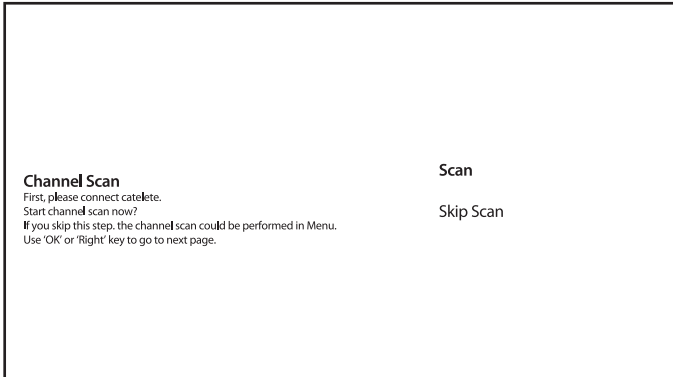 Channel Scan
First, please connect catelete.
Start channel scan now?
If you skip this step. the channel scan could be performed in Menu.
Use ‘OK’ or ‘Right’ key to go to next page.
Scan
Skip Scan